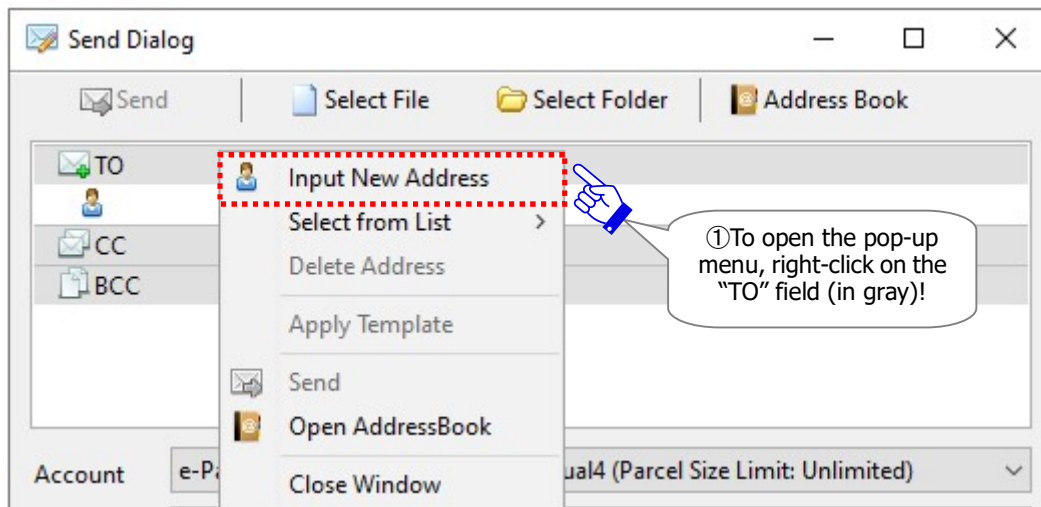 Send Dialog
Send
Select File
Select Folder
Address Book
TO
Input New Address
Select from List
CC
Delete Address
BCC
①To open the pop-up
menu, right-click on the
“TO” field (in gray)!
Apply Template
Send
Open AddressBook
Account
e-Pa
ual4 (Parcel Size Limit: Unlimited)
Close Window